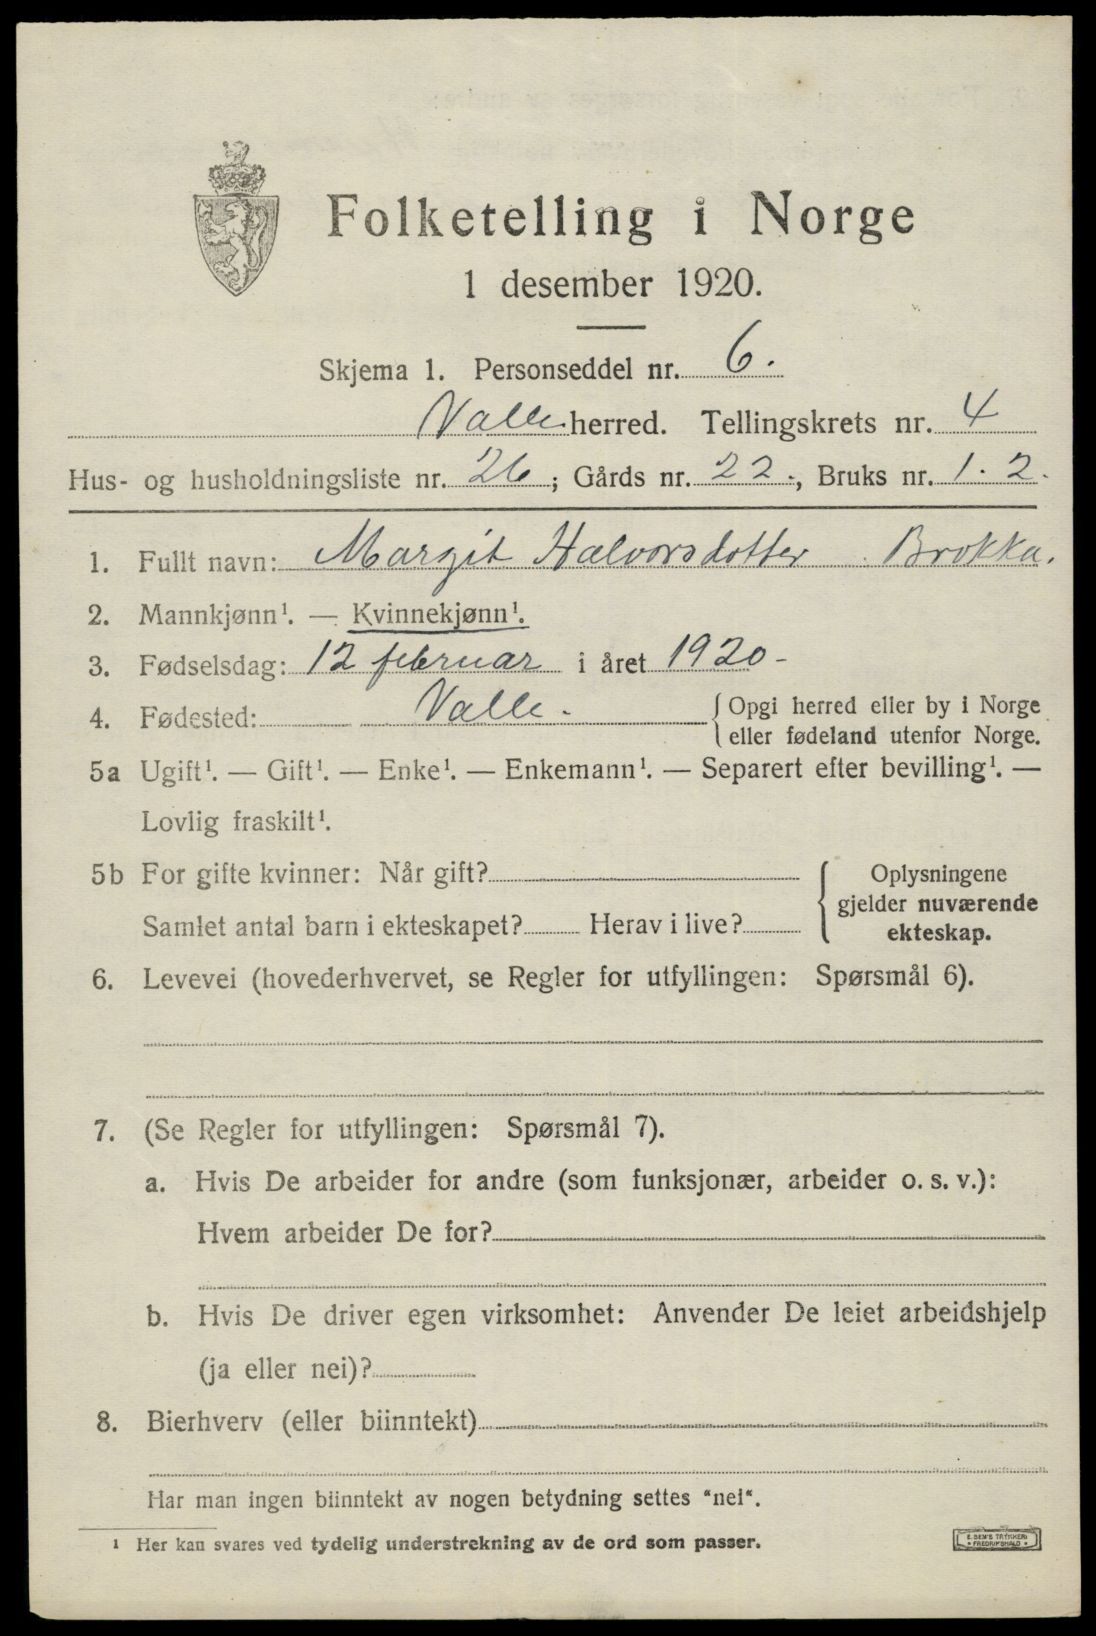 Folketelling i Norge
1 desember 1920.
Skjema 1. Personseddel nr. 6.
Valle herred. Tellingskrets nr. 4
Hus- og husholdningsliste nr. 26; Gårds nr. 22., Bruks nr. 1. 2.
1. Fullt navn: Margit Halvorsdotter Brokka.
2. Mannkjønn¹. — Kvinnekjønn¹.
3. Fødselsdag: 12 februar i året 1920-
4. Fødested: Valle. { Opgi herred eller by i Norge
eller fødeland utenfor Norge.
5a Ugift¹. — Gift¹. — Enke¹. — Enkemann¹. — Separert efter bevilling¹. —
Lovlig fraskilt¹.
5b For gifte kvinner: Når gift? { Oplysningene
gjelder nuværende
Samlet antal barn i ekteskapet? Herav i live? ekteskap.
6. Levevei (hovederhvervet, se Regler for utfyllingen: Spørsmål 6).
7. (Se Regler for utfyllingen: Spørsmål 7).
a. Hvis De arbeider for andre (som funksjonær, arbeider o. s. v.):
Hvem arbeider De for?
b. Hvis De driver egen virksomhet: Anvender De leiet arbeidshjelp
(ja eller nei)?
8. Bierhverv (eller biinntekt)
Har man ingen biinntekt av nogen betydning settes "nei".
¹ Her kan svares ved tydelig understrekning av de ord som passer.
E. SEM'S TRYKKERI
• FREDRIKSHALD •